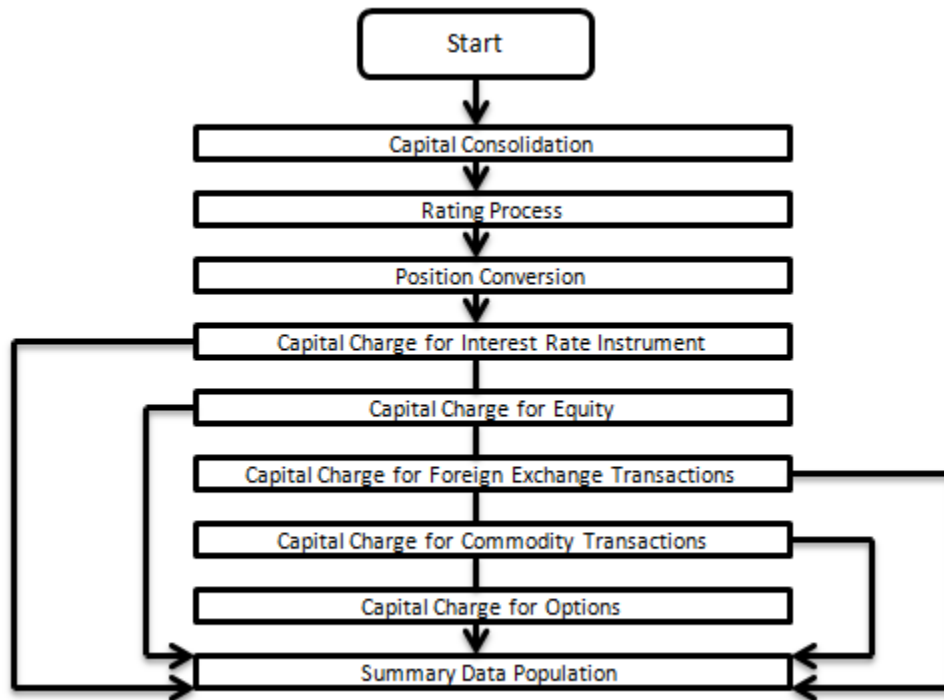 Start
Capital Consolidation
Rating Process
Position Conversion
Capital Charge for Interest Rate Instrument
Capital Charge for Equity
Capital Charge for Foreign Exchange Transactions
Capital Charge for Commodity Transactions
Capital Charge for Options
Summary Data Population